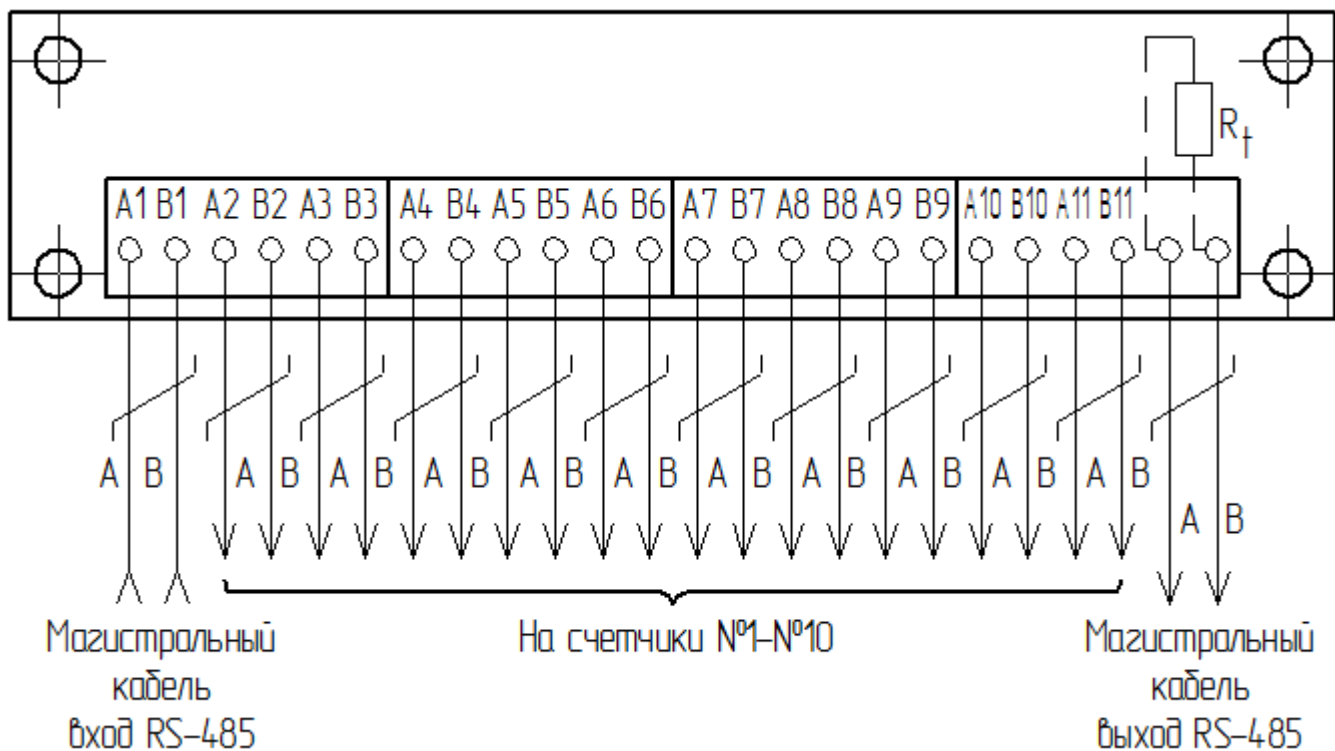 Rt
A1 B1 A2 B2 A3 B3 A4 B4 A5 B5 A6 B6 A7 B7 A8 B8 A9 B9 A10 B10 A11 B11
A B A B A B A B A B A B A B A B A B A B A B
A B
На счетчики №1-№10
Магистральный
кабель
вход RS-485
Магистральный
кабель
выход RS-485